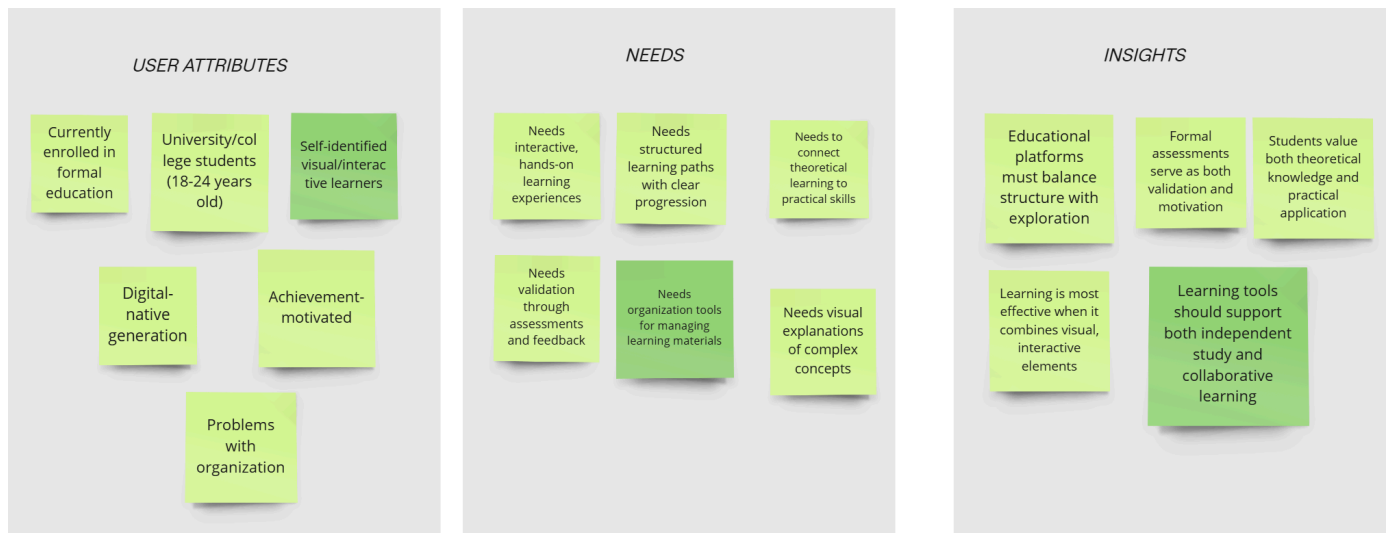 USER ATTRIBUTES
Currently
enrolled in
formal
education
University/col
lege students
(18-24 years
old)
Self-identified
visual/interac
tive learners
Digital-
native
generation
Achievement-
motivated
Problems
with
organization
NEEDS
Needs
interactive,
hands-on
learning
experiences
Needs
structured
learning paths
with clear
progression
Needs to
connect
theoretical
learning to
practical skills
Needs
validation
through
assessments
and feedback
Needs
organization tools
for managing
learning materials
Needs visual
explanations
of complex
concepts
INSIGHTS
Educational
platforms
must balance
structure with
exploration
Formal
assessments
serve as both
validation and
motivation
Students value
both theoretical
knowledge and
practical
application
Learning is most
effective when it
combines visual,
interactive
elements
Learning tools
should support
both independent
study and
collaborative
learning